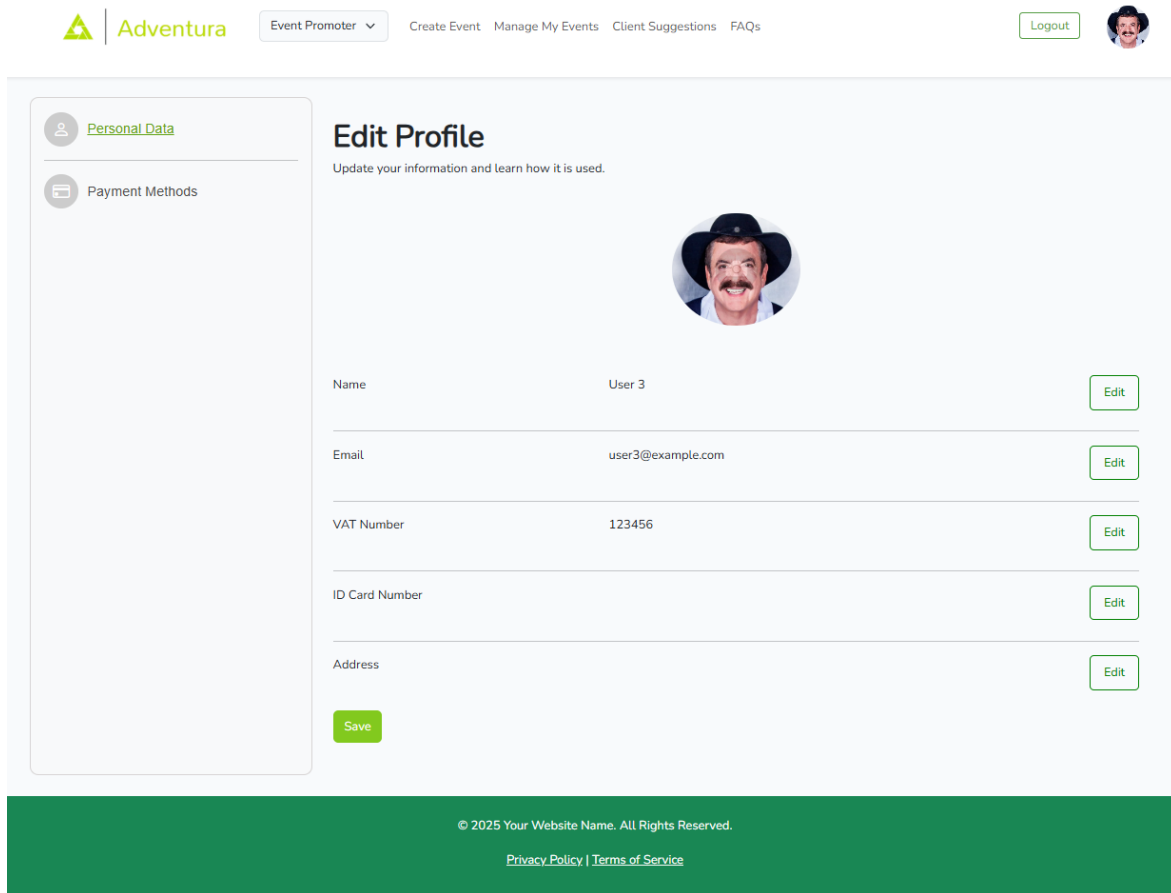 Adventura
Event Promoter
Create Event
Manage My Events
Client Suggestions
FAQs
Logout
Personal Data
Payment Methods
Edit Profile
Update your information and learn how it is used.
Name
User 3
Edit
Email
user3@example.com
Edit
VAT Number
123456
Edit
ID Card Number
Edit
Address
Edit
Save
© 2025 Your Website Name. All Rights Reserved.
Privacy Policy | Terms of Service